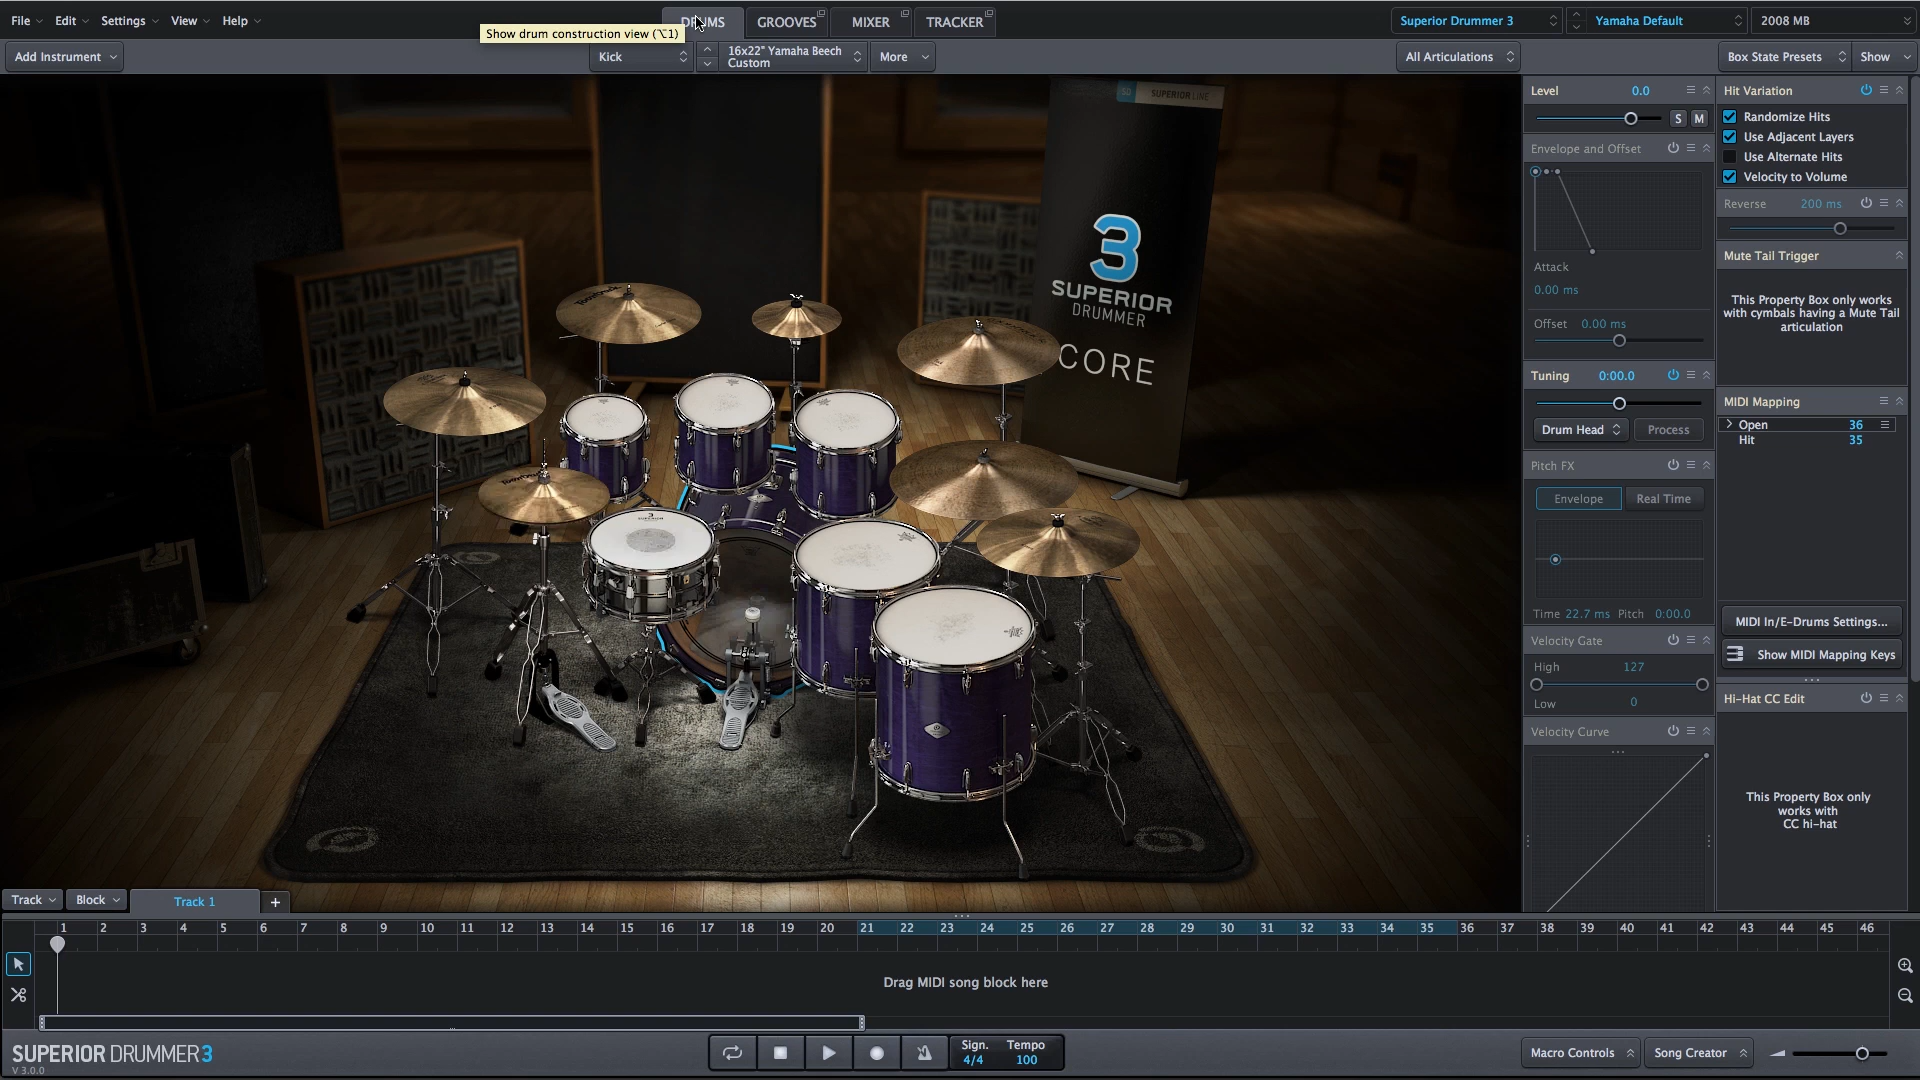 File Edit Settings View Help
DRUMS GROOVES MIXER TRACKER
Superior Drummer 3 Yamaha Default 2008 MB
Show drum construction view (⌥1)
Add Instrument
Kick
16x22" Yamaha Beech
Custom
More
All Articulations
Box State Presets
Show
SUPERIOR LINE
3
SUPERIOR
DRUMMER
CORE
Level 0.0
S M
Envelope and Offset
Attack
0.00 ms
Offset 0.00 ms
Tuning 0:00.0
Drum Head Process
Pitch FX
Envelope Real Time
Time 22.7 ms Pitch 0:00.0
Velocity Gate
High 127
Low 0
Velocity Curve
Hit Variation
Randomize Hits
Use Adjacent Layers
Use Alternate Hits
Velocity to Volume
Reverse 200 ms
Mute Tail Trigger
This Property Box only works
with cymbals having a Mute Tail
articulation
MIDI Mapping
Open 36
Hit 35
MIDI In/E-Drums Settings...
Show MIDI Mapping Keys
Hi-Hat CC Edit
This Property Box only
works with
CC hi-hat
Track Block Track 1 +
1 2 3 4 5 6 7 8 9 10 11 12 13 14 15 16 17 18 19 20 21 22 23 24 25 26 27 28 29 30 31 32 33 34 35 36 37 38 39 40 41 42 43 44 45 46
Drag MIDI song block here
SUPERIOR DRUMMER 3
V 3.0.0
Sign. Tempo
4/4 100
Macro Controls Song Creator